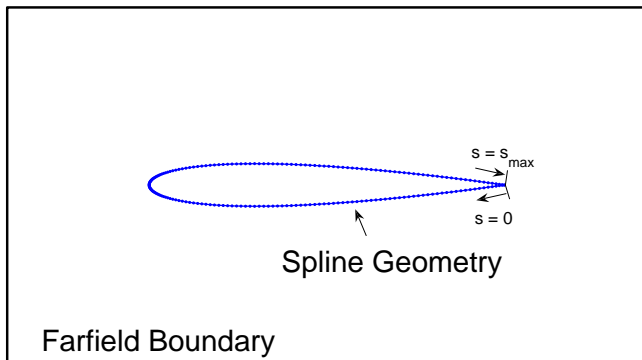 s = s_max
s = 0
Spline Geometry
Farfield Boundary